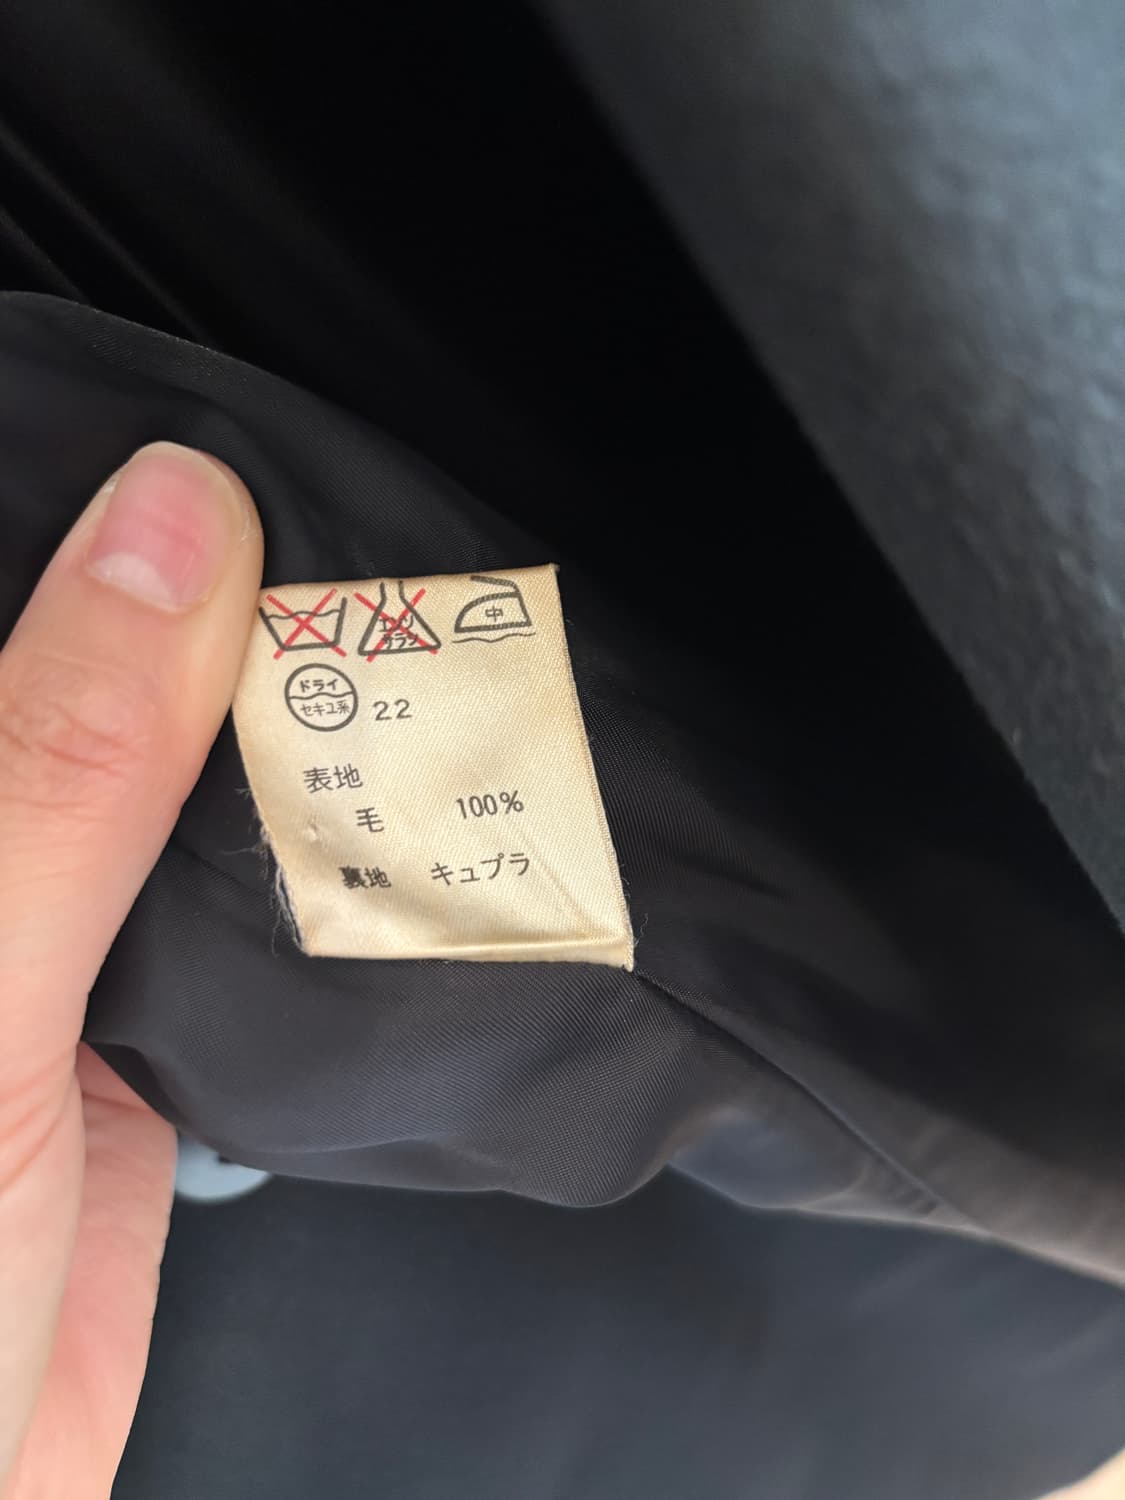 エンソ サラシ 中
ドライ セキユ系 22
表地
毛 100%
裏地 キュプラ